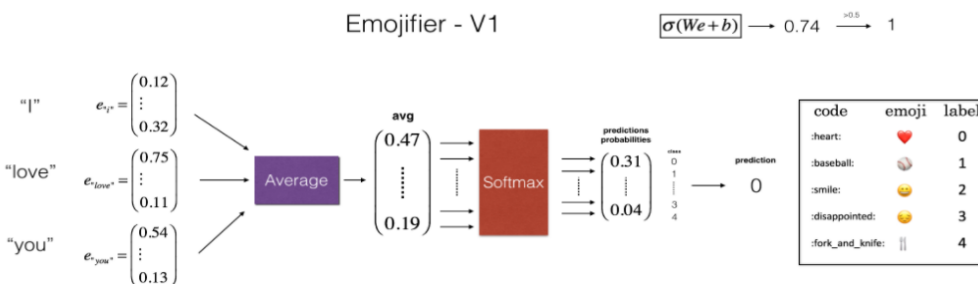 Emojifier - V1
σ(We+b) 0.74 >0.5 1
"I"
e"i" = 0.12 ⋮ 0.32
"love"
e"love" = 0.75 ⋮ 0.11
"you"
e"you" = 0.54 ⋮ 0.13
Average
avg
0.47
0.19
Softmax
predictions
probabilities
0.31
0.04
class
0
1
3
4
prediction
0
code emoji label
:heart: ❤️ 0
:baseball: ⚾ 1
:smile: 😄 2
:disappointed: 😞 3
:fork_and_knife: 🍴 4